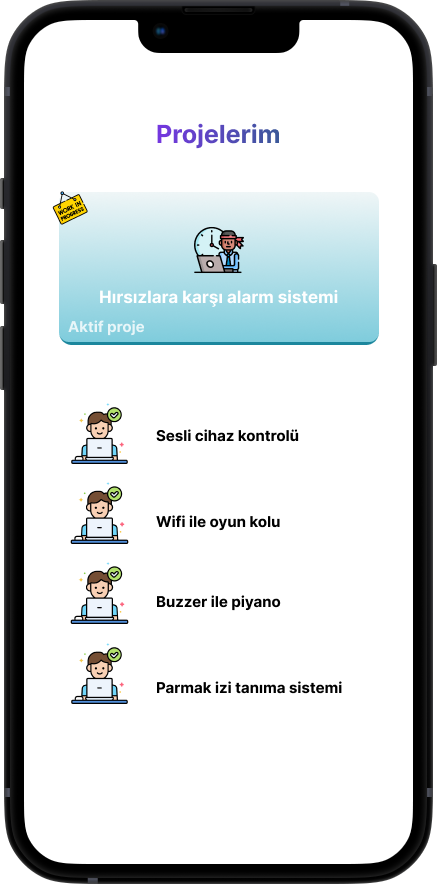 Projelerim
WORK IN
PROGRESS
Hırsızlara karşı alarm sistemi
Aktif proje
Sesli cihaz kontrolü
Wifi ile oyun kolu
Buzzer ile piyano
Parmak izi tanıma sistemi